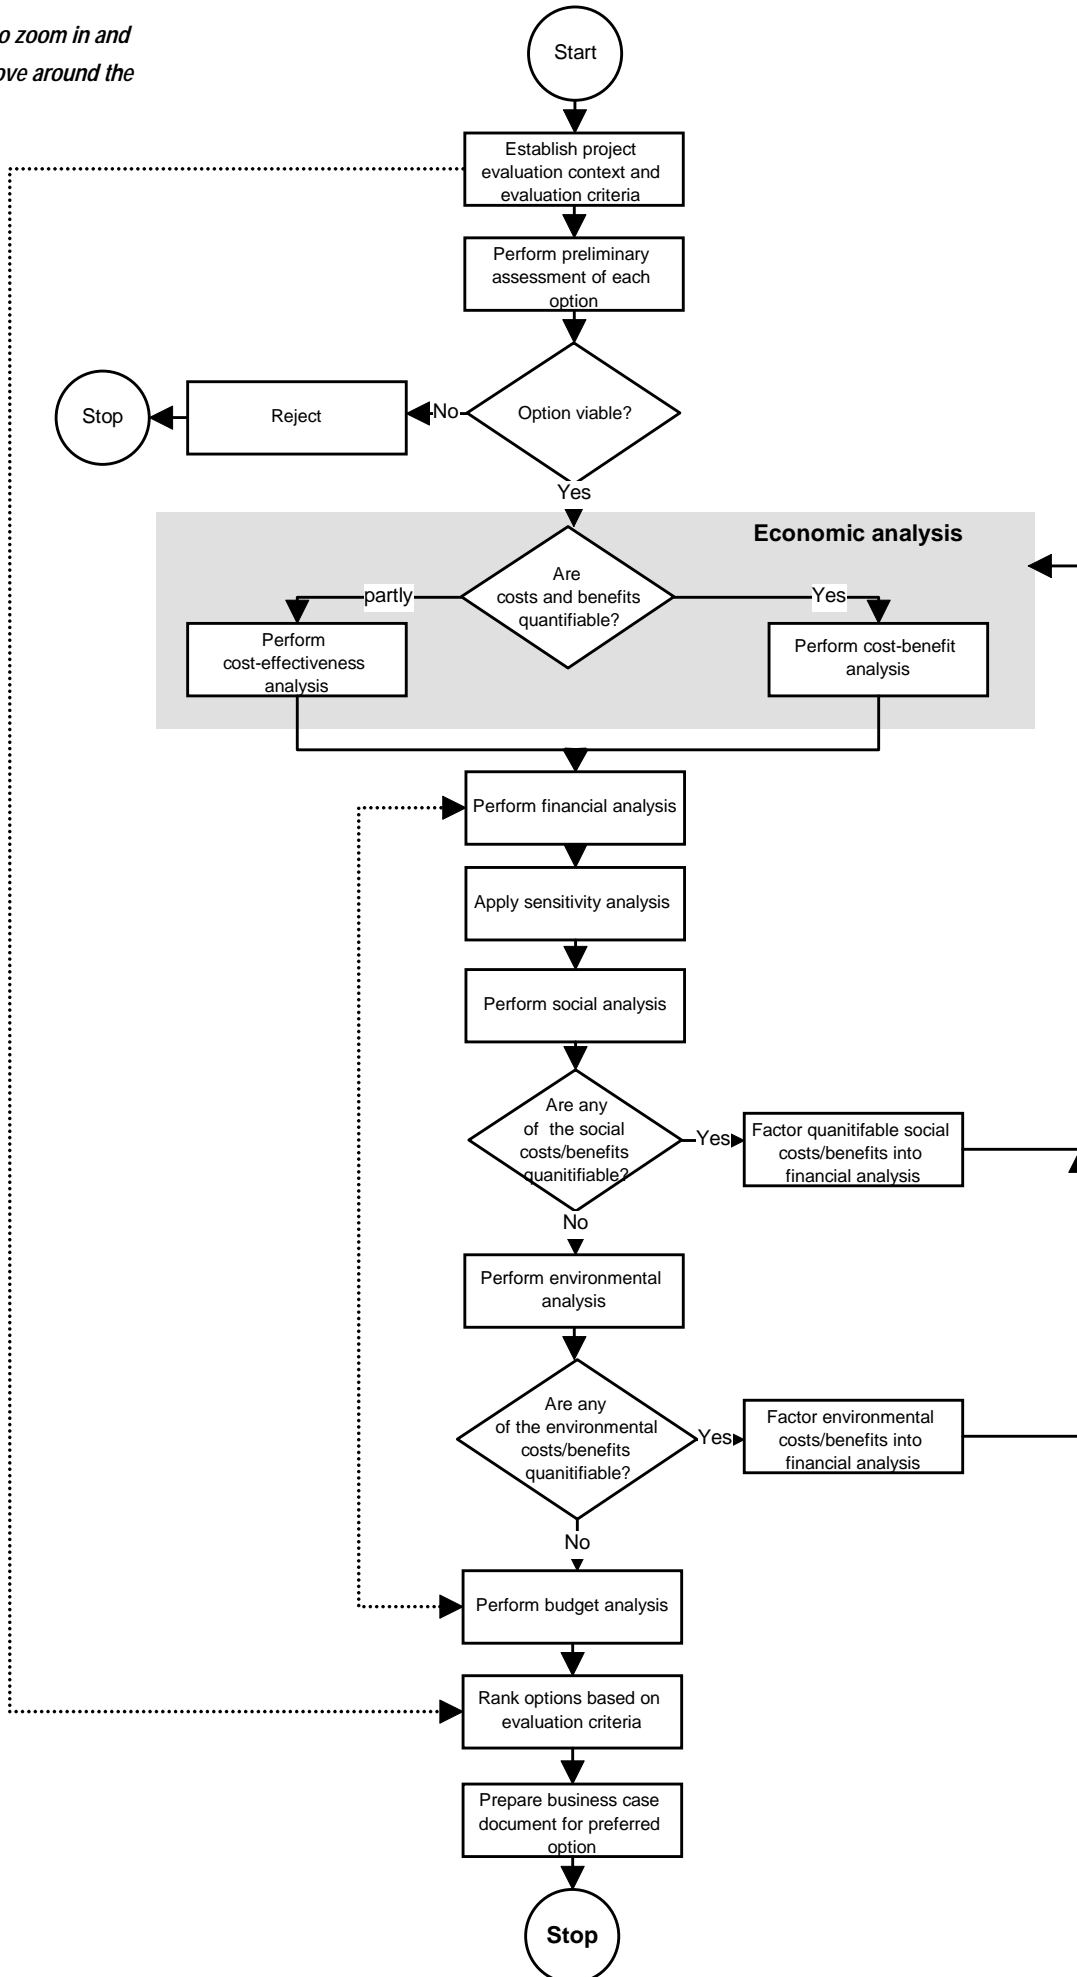 o zoom in and
ove around the
Start
Establish project
evaluation context and
evaluation criteria
Perform preliminary
assessment of each
option
Option viable?
No
Reject
Stop
Yes
Economic analysis
Are
costs and benefits
quantifiable?
partly
Yes
Perform
cost-effectiveness
analysis
Perform cost-benefit
analysis
Perform financial analysis
Apply sensitivity analysis
Perform social analysis
Are any
of the social
costs/benefits
quanitifiable?
Yes
Factor quanitifable social
costs/benefits into
financial analysis
No
Perform environmental
analysis
Are any
of the environmental
costs/benefits
quanitifiable?
Yes
Factor environmental
costs/benefits into
financial analysis
No
Perform budget analysis
Rank options based on
evaluation criteria
Prepare business case
document for preferred
option
Stop